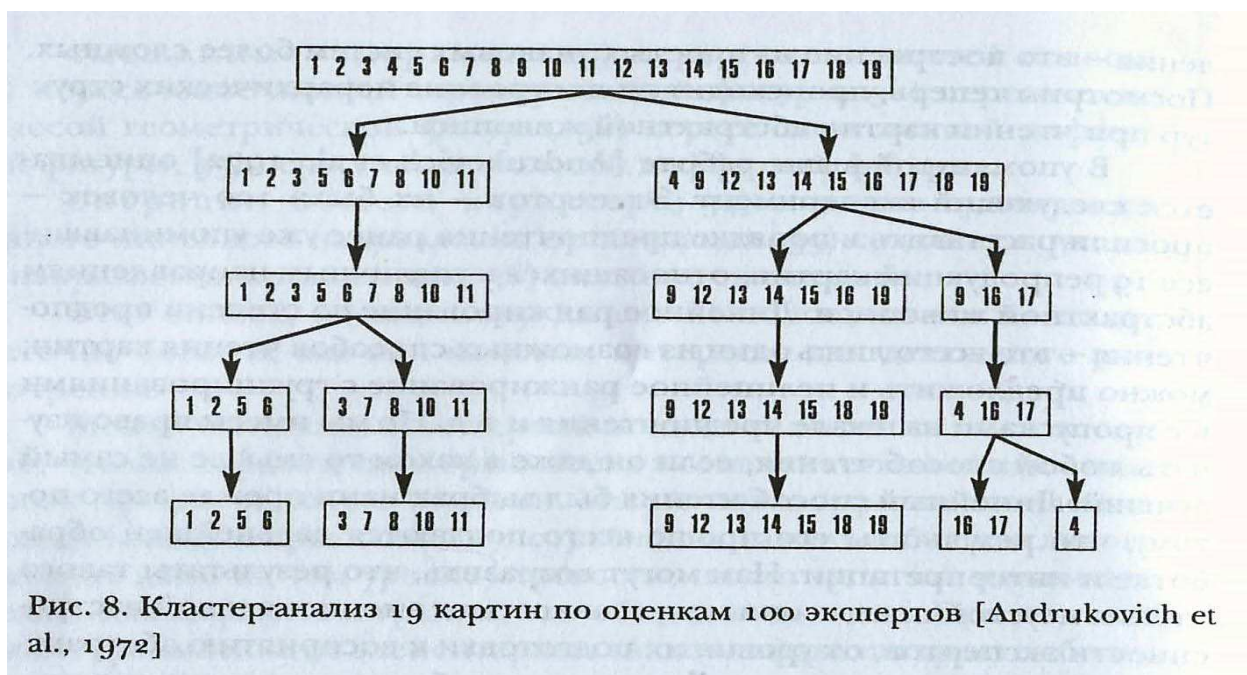 1 2 3 4 5 6 7 8 9 10 11 12 13 14 15 16 17 18 19
1 2 3 5 6 7 8 10 11
4 9 12 13 14 15 16 17 18 19
1 2 3 5 6 7 8 10 11
9 12 13 14 15 16 19
9 16 17
1 2 5 6
3 7 8 10 11
9 12 13 14 15 18 19
4 16 17
1 2 5 6
3 7 8 10 11
9 12 13 14 15 18 19
16 17
4
Рис. 8. Кластер-анализ 19 картин по оценкам 100 экспертов [Andrukovich et
al., 1972]